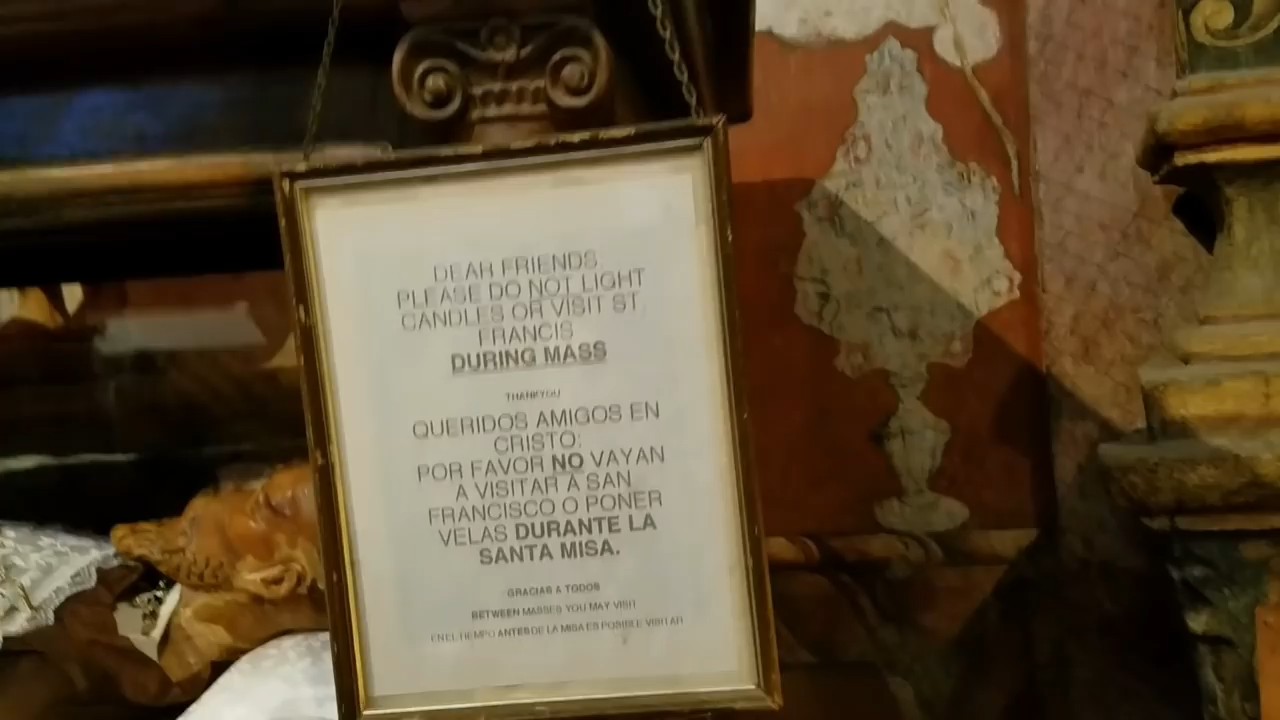 DEAR FRIENDS
PLEASE DO NOT LIGHT
CANDLES OR VISIT ST
FRANCIS
DURING MASS
THANKYOU
QUERIDOS AMIGOS EN
CRISTO:
POR FAVOR NO VAYAN
A VISITAR A SAN
FRANCISCO O PONER
VELAS DURANTE LA
SANTA MISA.
GRACIAS A TODOS
BETWEEN MASSES YOU MAY VISIT
EN EL TIEMPO ANTES DE LA MISA ES POSIBLE VISITAR